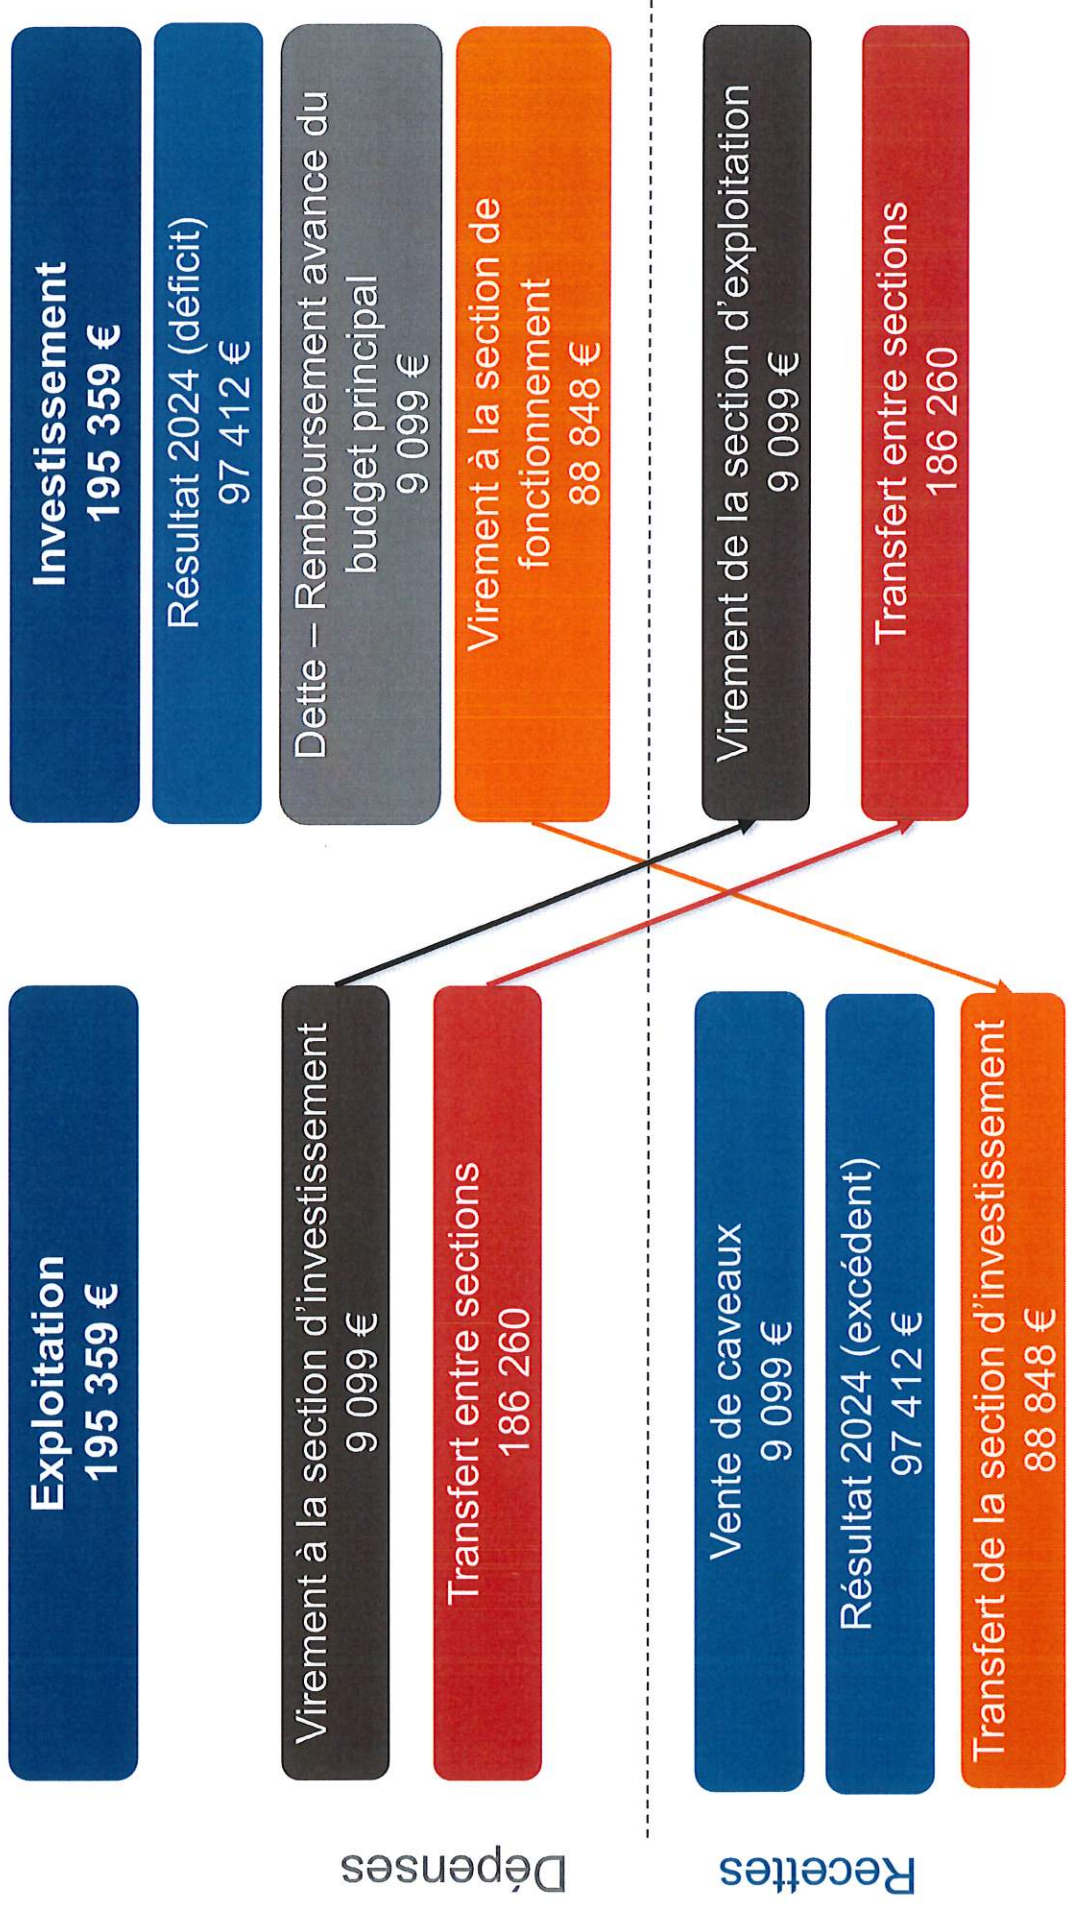 Exploitation
195 359 €
Investissement
195 359 €
Résultat 2024 (déficit)
97 412 €
Dépenses
Virement à la section d’investissement
9 099 €
Dette – Remboursement avance du
budget principal
9 099 €
Transfert entre sections
186 260
Virement à la section de
fonctionnement
88 848 €
Recettes
Vente de caveaux
9 099 €
Virement de la section d’exploitation
9 099 €
Résultat 2024 (excédent)
97 412 €
Transfert entre sections
186 260
Transfert de la section d’investissement
88 848 €